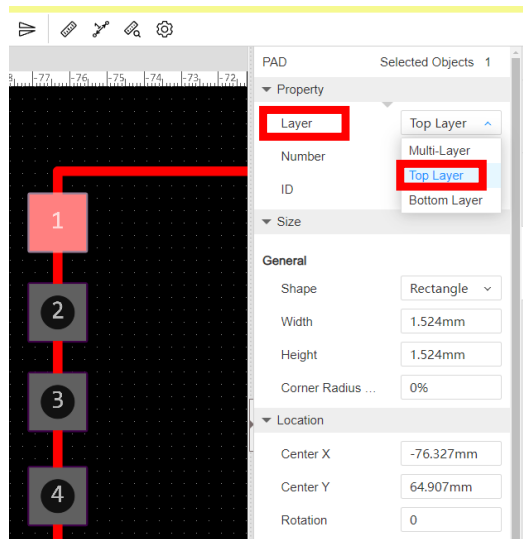 PAD Selected Objects 1
-77 -76 -75 -74 -73 -72
Property
Layer Top Layer
Multi-Layer
Number
Top Layer
ID
Bottom Layer
Size
1
General
Shape Rectangle
2
Width 1.524mm
Height 1.524mm
Corner Radius ... 0%
3
Location
Center X -76.327mm
4
Center Y 64.907mm
Rotation 0